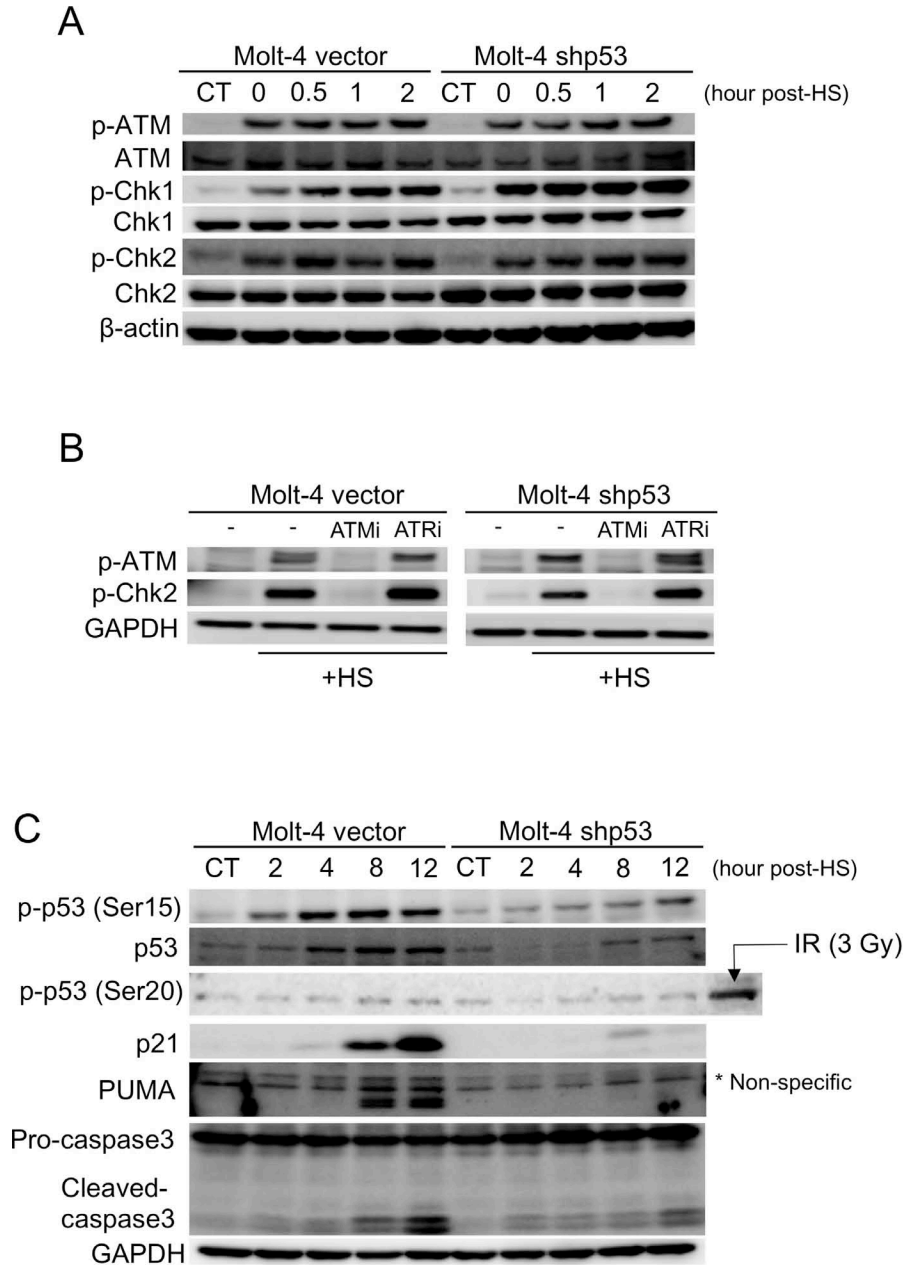 A
Molt-4 vector Molt-4 shp53
CT 0 0.5 1 2 CT 0 0.5 1 2 (hour post-HS)
p-ATM
ATM
p-Chk1
Chk1
p-Chk2
Chk2
β-actin
B
Molt-4 vector Molt-4 shp53
- - ATMi ATRi - - ATMi ATRi
p-ATM
p-Chk2
GAPDH
+HS +HS
C
Molt-4 vector Molt-4 shp53
CT 2 4 8 12 CT 2 4 8 12 (hour post-HS)
p-p53 (Ser15)
p53 IR (3 Gy)
p-p53 (Ser20)
p21
PUMA * Non-specific
Pro-caspase3
Cleaved-
caspase3
GAPDH